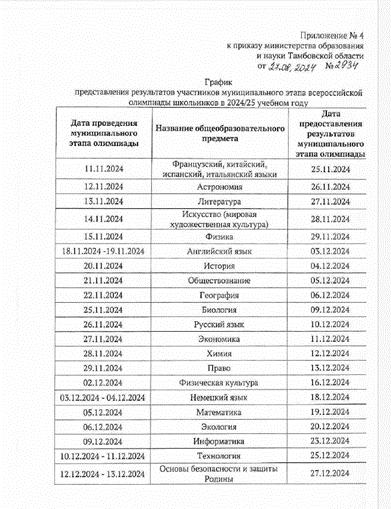 Приложение № 4
к приказу министерства образования
и науки Тамбовской области
от 27.08.2024 № 2934
График
представления результатов участников муниципального этапа всероссийской
олимпиады школьников в 2024/25 учебном году
Дата проведения муниципального этапа олимпиады Название общеобразовательного предмета Дата предоставления результатов муниципального этапа олимпиады
11.11.2024 Французский, китайский, испанский, итальянский языки 25.11.2024
12.11.2024 Астрономия 26.11.2024
13.11.2024 Литература 27.11.2024
14.11.2024 Искусство (мировая художественная культура) 28.11.2024
15.11.2024 Физика 29.11.2024
18.11.2024 -19.11.2024 Английский язык 03.12.2024
20.11.2024 История 04.12.2024
21.11.2024 Обществознание 05.12.2024
22.11.2024 География 06.12.2024
25.11.2024 Биология 09.12.2024
26.11.2024 Русский язык 10.12.2024
27.11.2024 Экономика 11.12.2024
28.11.2024 Химия 12.12.2024
29.11.2024 Право 13.12.2024
02.12.2024 Физическая культура 16.12.2024
03.12.2024 - 04.12.2024 Немецкий язык 18.12.2024
05.12.2024 Математика 19.12.2024
06.12.2024 Экология 20.12.2024
09.12.2024 Информатика 23.12.2024
10.12.2024 - 11.12.2024 Технология 25.12.2024
12.12.2024 - 13.12.2024 Основы безопасности и защиты Родины 27.12.2024